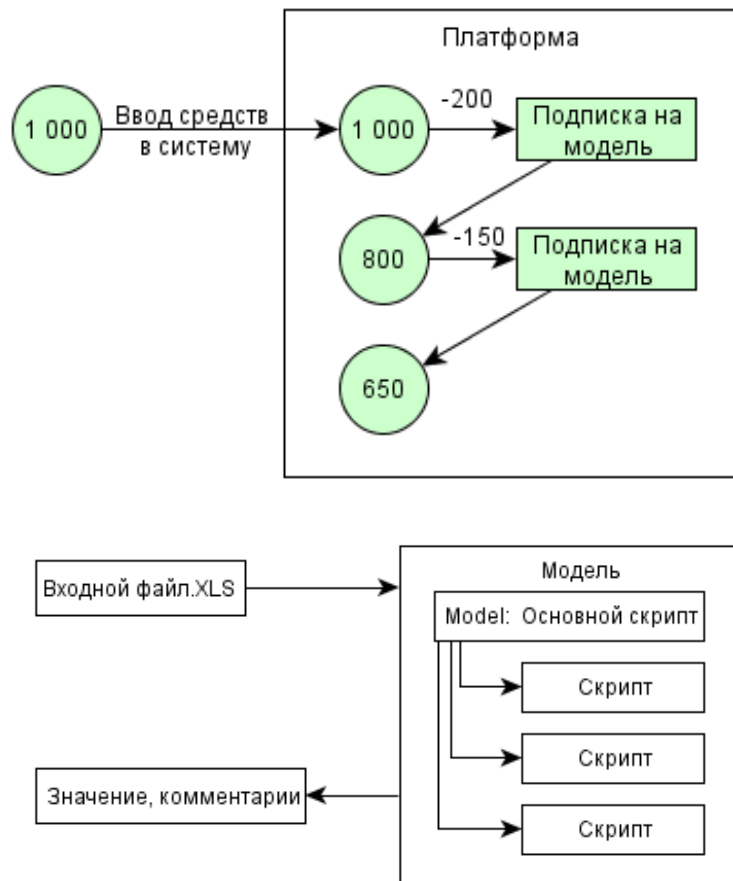 Платформа
1 000
Ввод средств
в систему
1 000
-200
Подписка на
модель
800
-150
Подписка на
модель
650
Входной файл.XLS
Модель
Model: Основной скрипт
Скрипт
Скрипт
Значение, комментарии
Скрипт